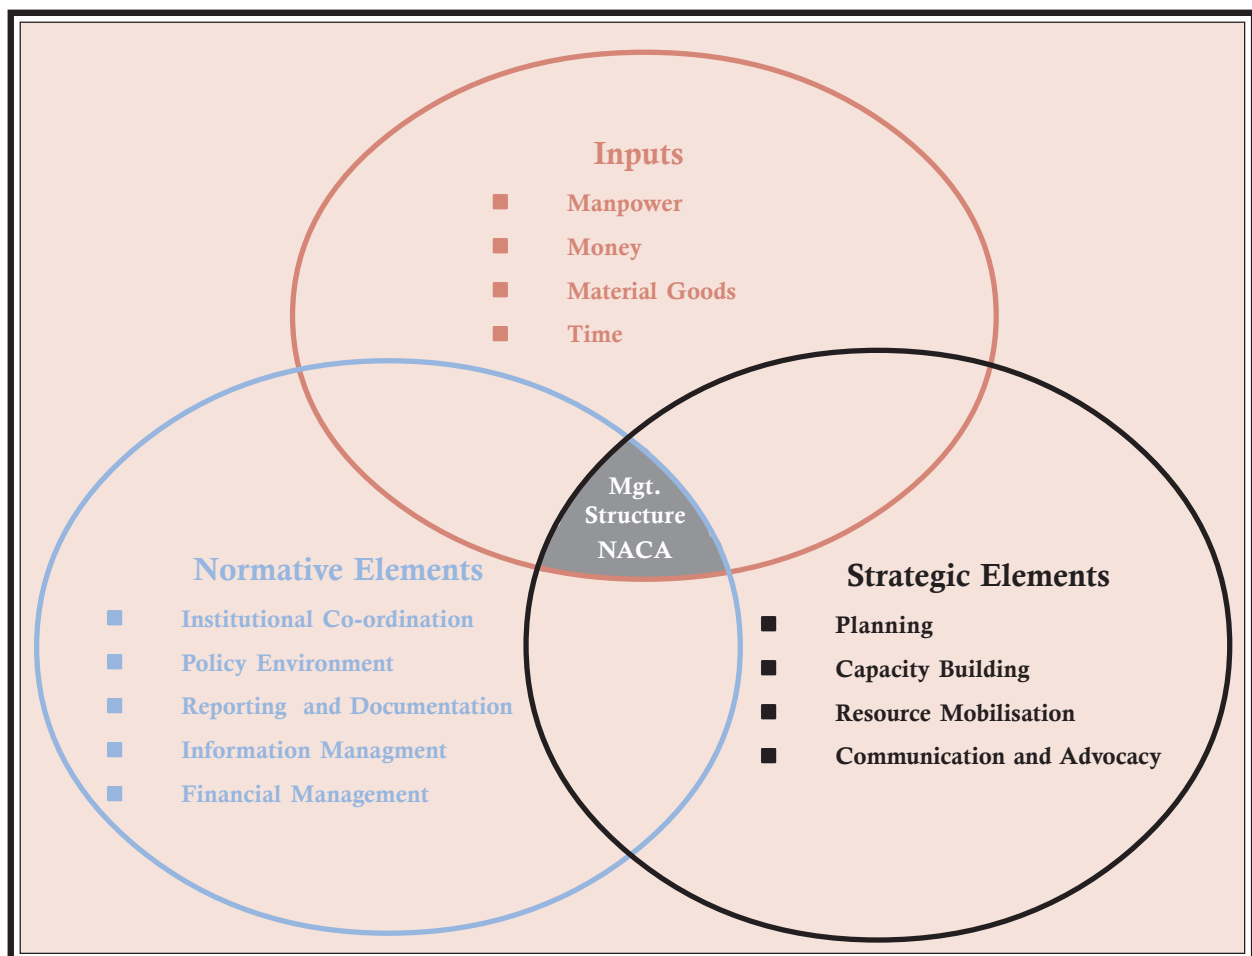 Inputs
Manpower
Money
Material Goods
Time
Mgt.
Structure
NACA
Normative Elements
Institutional Co-ordination
Policy Environment
Reporting and Documentation
Information Managment
Financial Management
Strategic Elements
Planning
Capacity Building
Resource Mobilisation
Communication and Advocacy